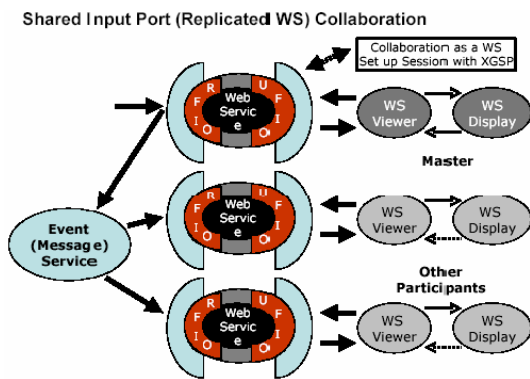 Shared Input Port (Replicated WS) Collaboration
Collaboration as a WS
Set up Session with XGSP
R
F
I
O
U
F
I
O
Web
Servic
e
WS
Viewer
WS
Display
Master
Event
(Message)
Service
R
F
I
O
U
F
I
O
Web
Servic
e
WS
Viewer
WS
Display
Other
Participants
R
F
I
O
U
F
I
O
Web
Servic
e
WS
Viewer
WS
Display